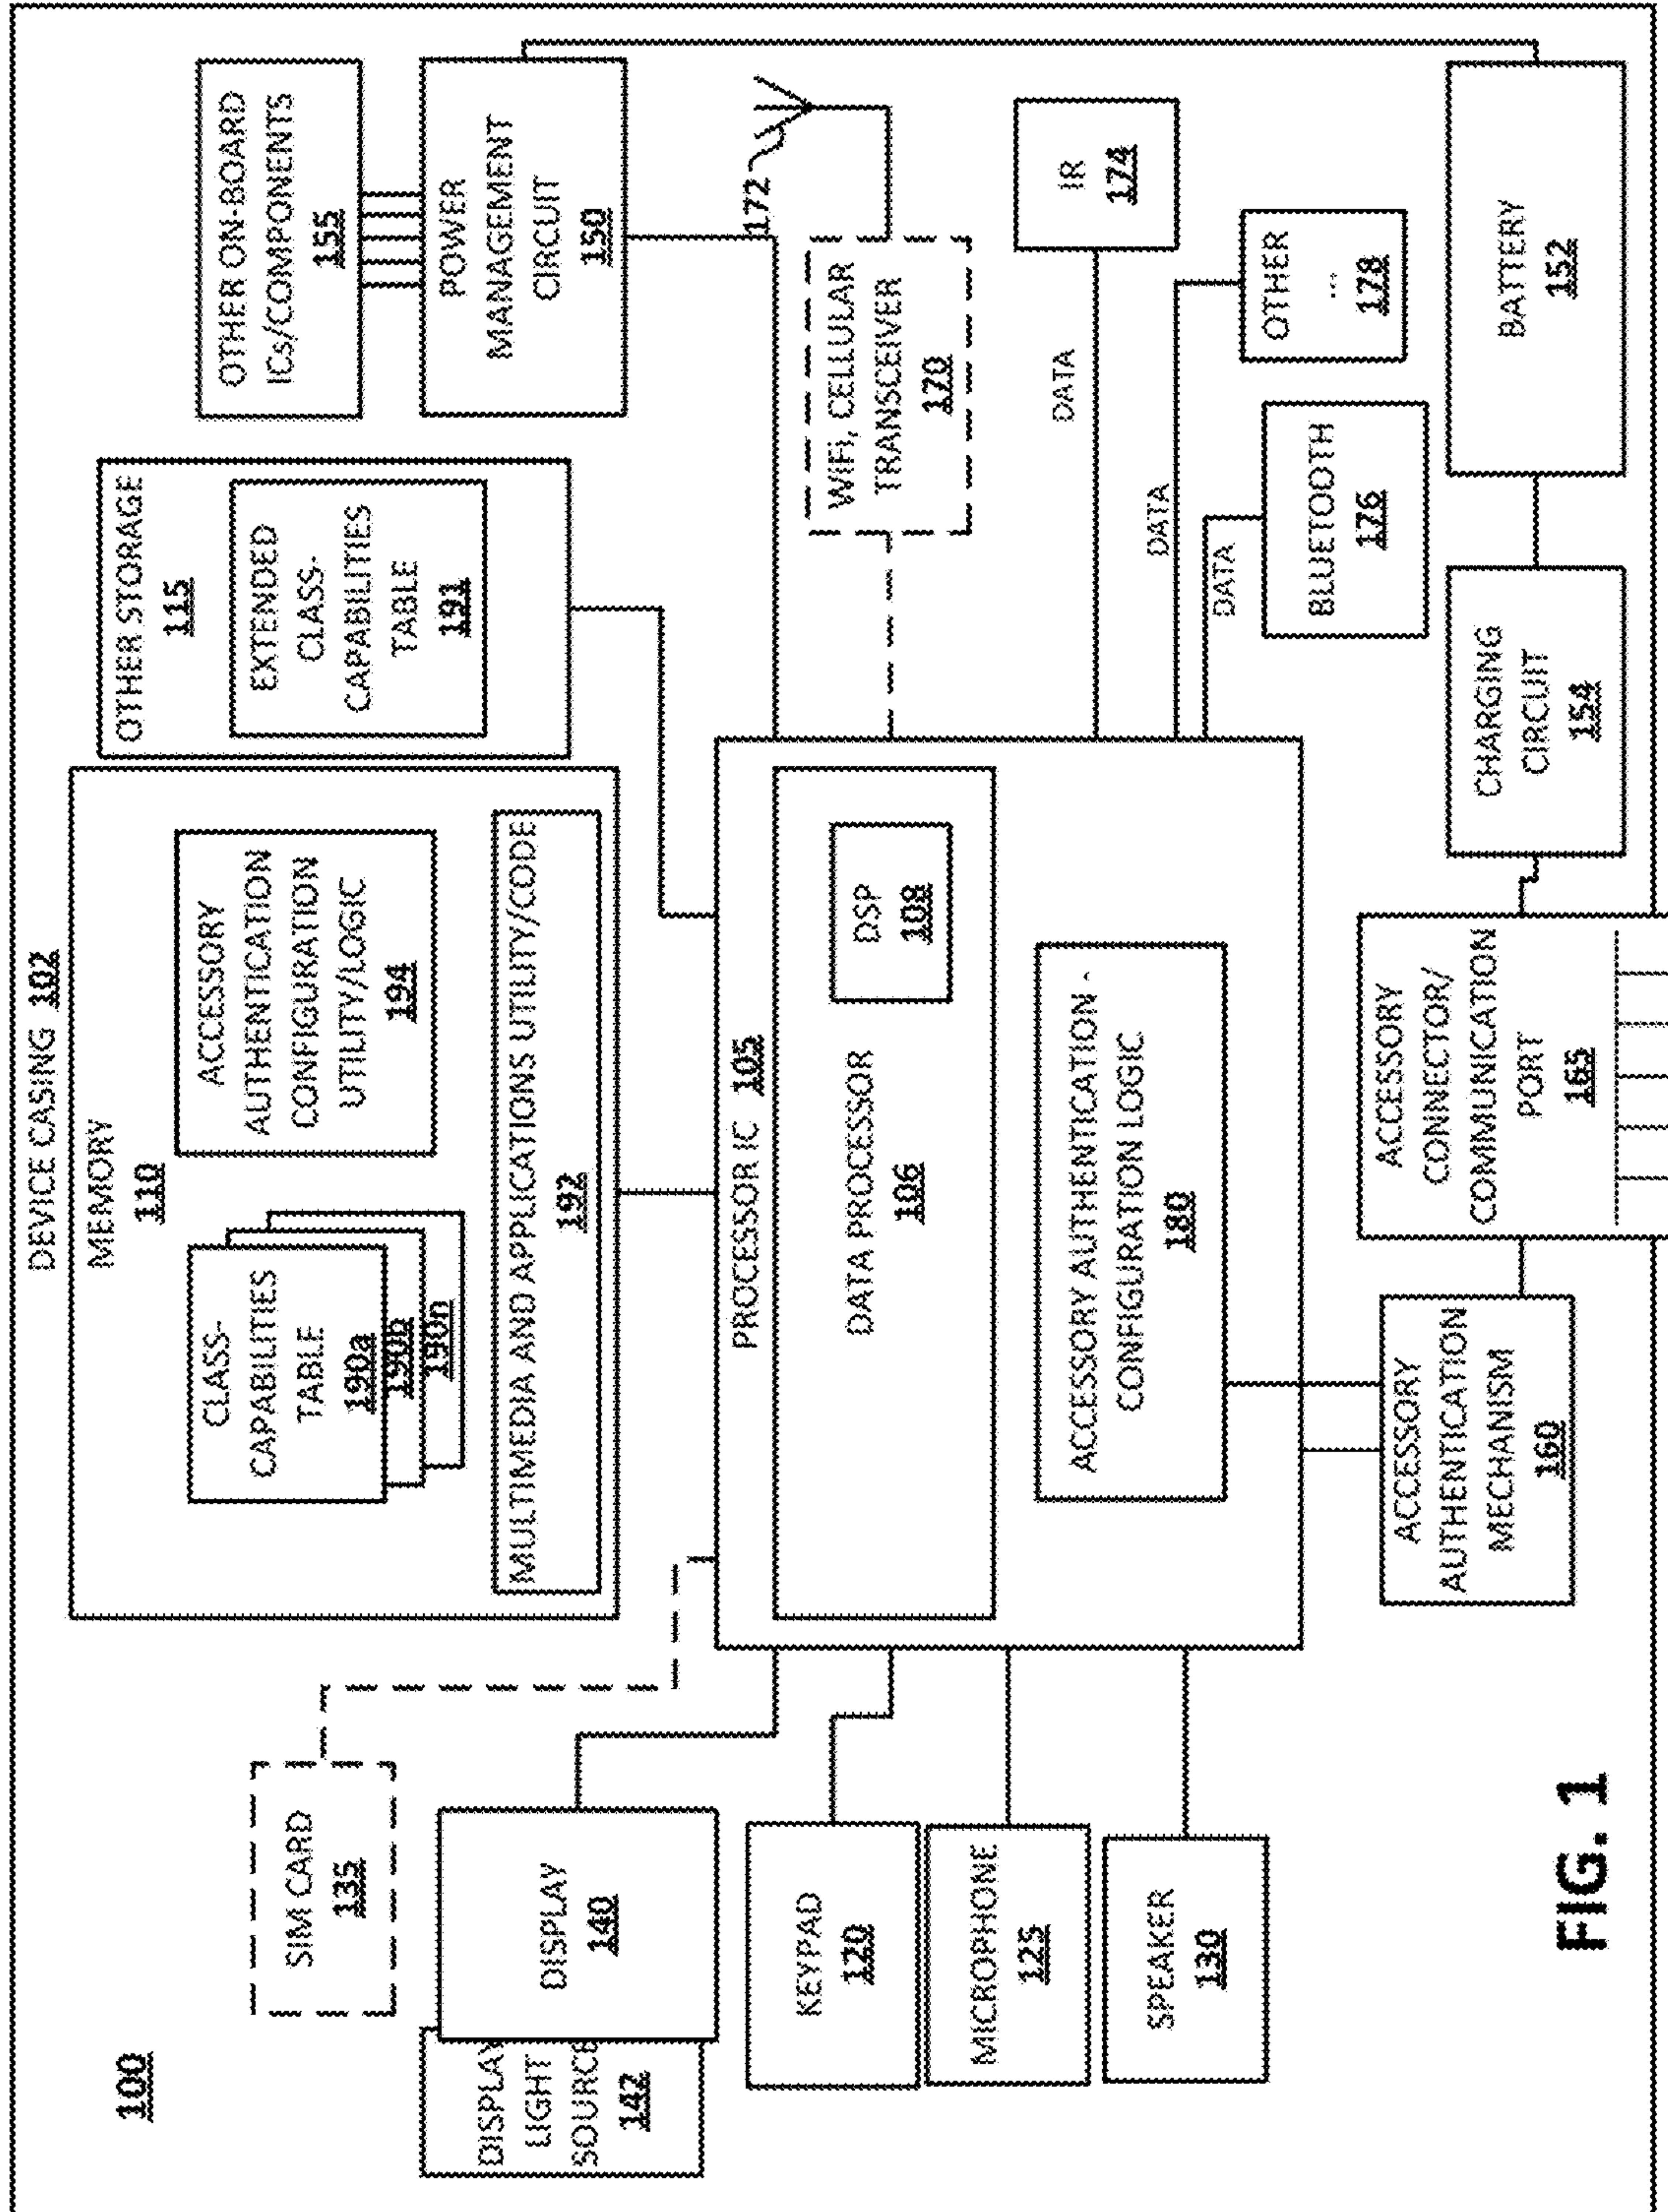 100
DEVICE CASING 102
MEMORY
110
CLASS-
CAPABILITIES
TABLE
190a
190b
190n
ACCESSORY
AUTHENTICATION
CONFIGURATION
UTILITY/LOGIC
194
MULTIMEDIA AND APPLICATIONS UTILITY/CODE
192
OTHER STORAGE
115
EXTENDED
CLASS-
CAPABILITIES
TABLE
191
OTHER ON-BOARD
ICs/COMPONENTS
155
POWER
MANAGEMENT
CIRCUIT
150
SIM CARD
135
DISPLAY
LIGHT
SOURCE
142
DISPLAY
140
KEYPAD
120
MICROPHONE
125
SPEAKER
130
PROCESSOR IC 105
DATA PROCESSOR
106
DSP
108
ACCESSORY AUTHENTICATION -
CONFIGURATION LOGIC
180
172
WIFI, CELLULAR
TRANSCEIVER
170
DATA
IR
174
DATA
OTHER
...
178
DATA
BLUETOOTH
176
ACCESSORY
AUTHENTICATION
MECHANISM
160
ACCESSORY
CONNECTOR/
COMMUNICATION
PORT
165
CHARGING
CIRCUIT
154
BATTERY
152
FIG. 1